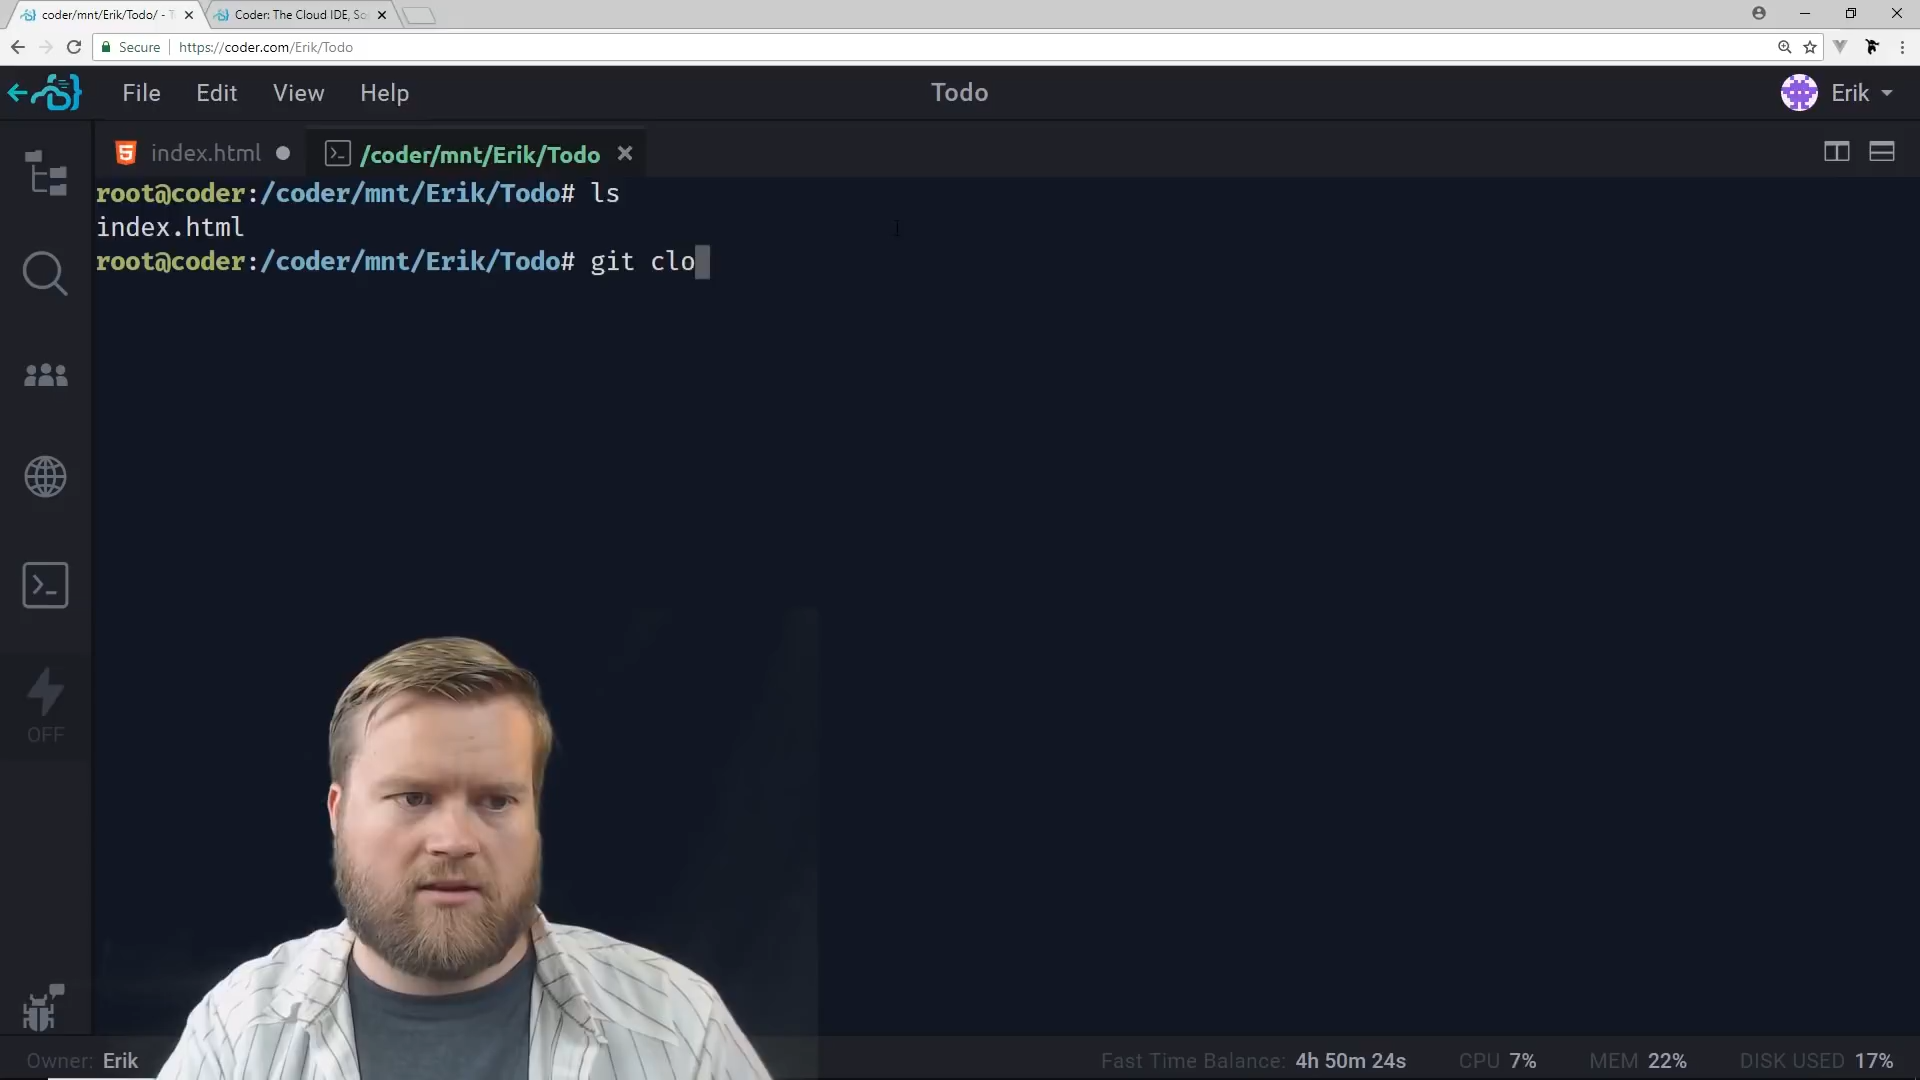 coder/mnt/Erik/Todo/ - T
Coder: The Cloud IDE, So
Secure
https://coder.com/Erik/Todo
File
Edit
View
Help
Todo
Erik
index.html
/coder/mnt/Erik/Todo
root@coder:/coder/mnt/Erik/Todo# ls
index.html
root@coder:/coder/mnt/Erik/Todo# git clo
OFF
Owner: Erik
Fast Time Balance: 4h 50m 24s
CPU 7%
MEM 22%
DISK USED 17%